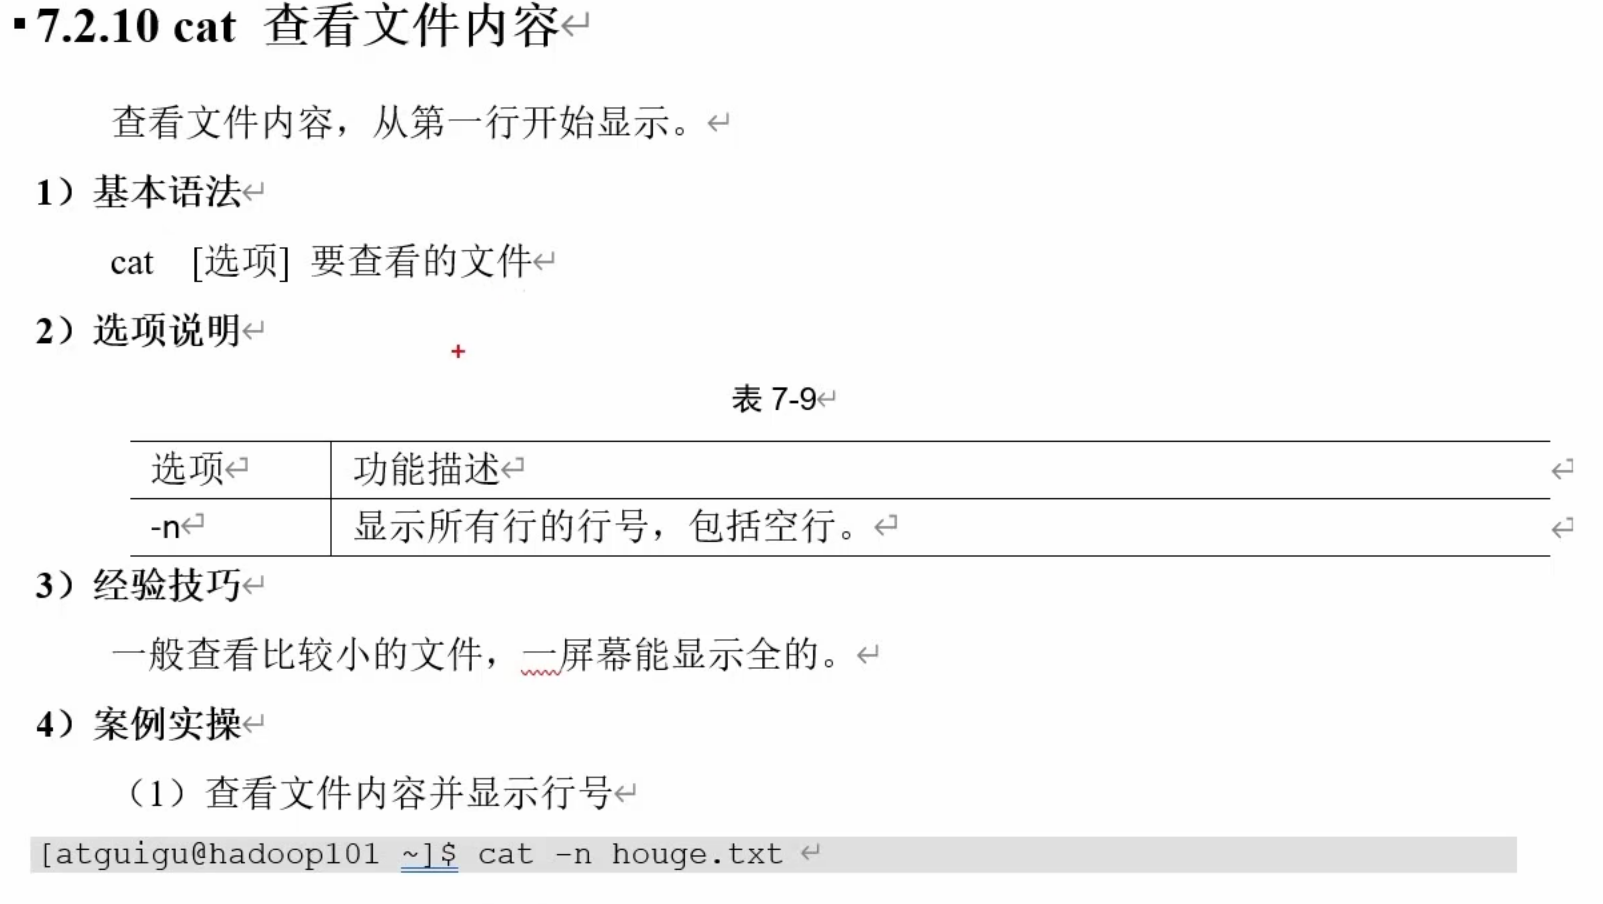 7.2.10 cat 查看文件内容
查看文件内容，从第一行开始显示。
1）基本语法
cat [选项] 要查看的文件
2）选项说明
表 7-9
选项 功能描述
-n 显示所有行的行号，包括空行。
3）经验技巧
一般查看比较小的文件，一屏幕能显示全的。
4）案例实操
（1）查看文件内容并显示行号
[atguigu@hadoop101 ~]$ cat -n houge.txt